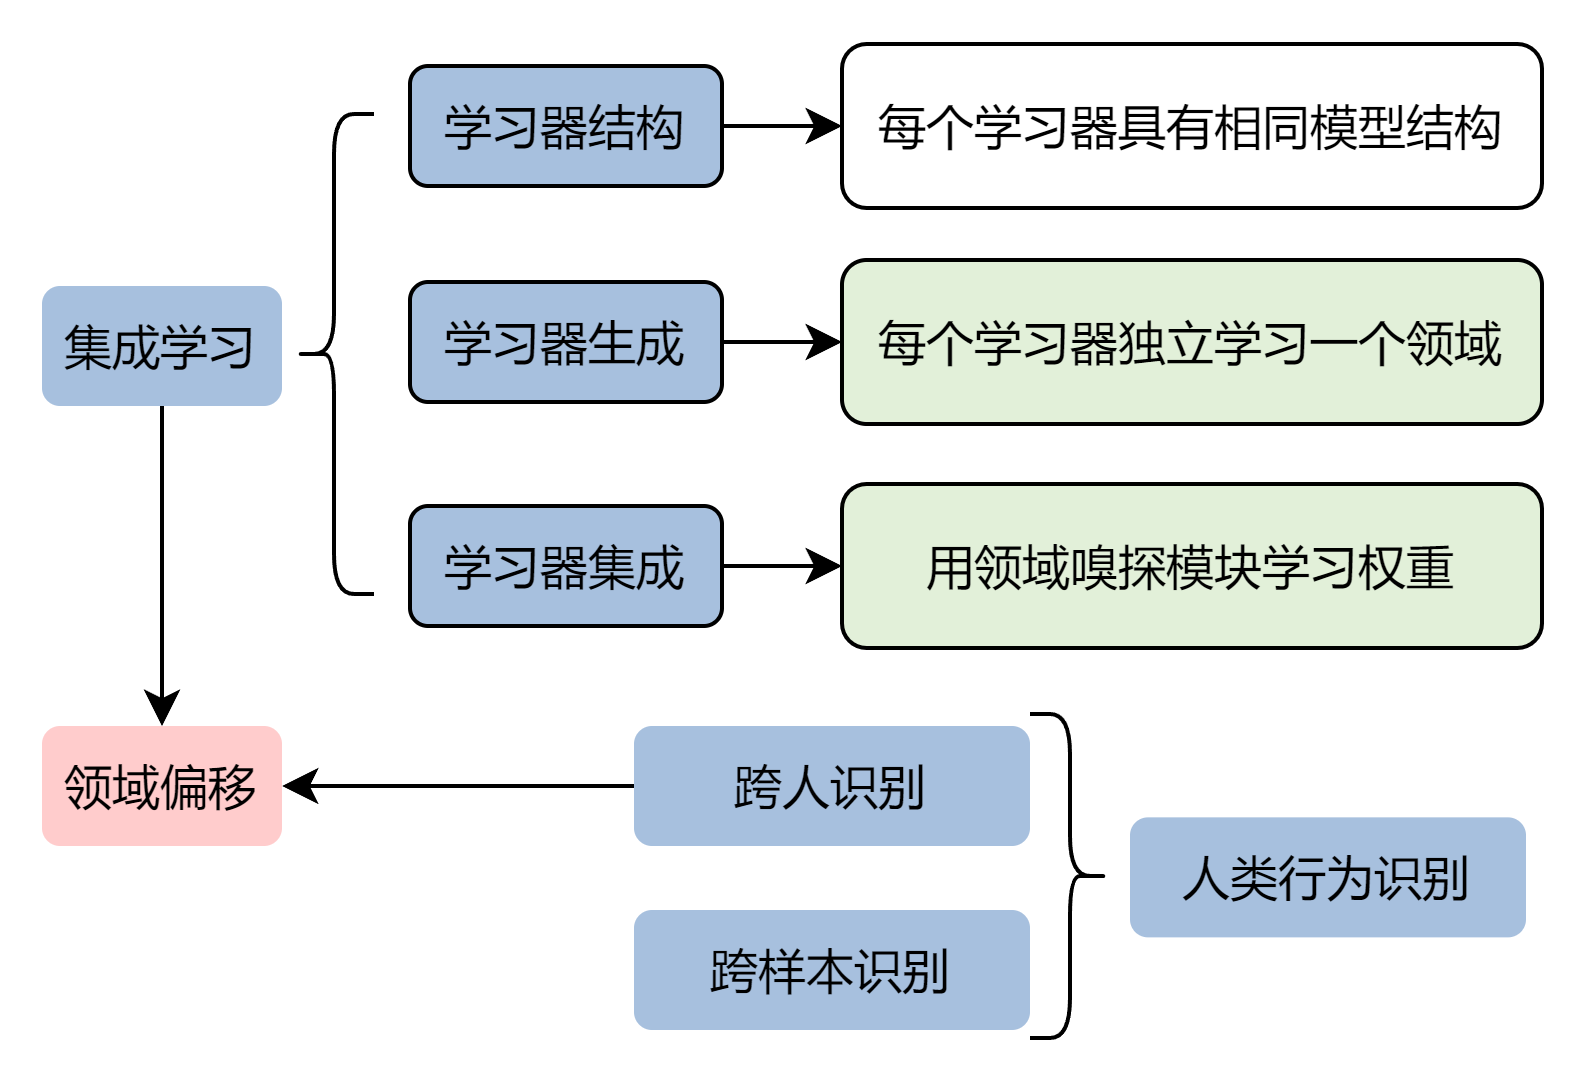 学习器结构
每个学习器具有相同模型结构
集成学习
学习器生成
每个学习器独立学习一个领域
学习器集成
用领域嗅探模块学习权重
领域偏移
跨人识别
人类行为识别
跨样本识别